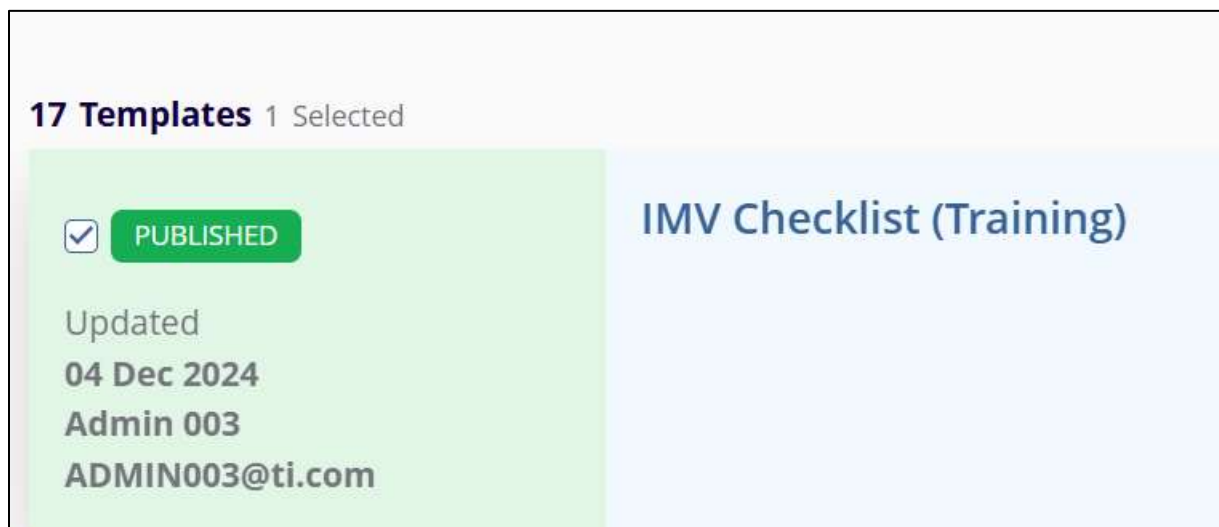 17 Templates 1 Selected
PUBLISHED
IMV Checklist (Training)
Updated
04 Dec 2024
Admin 003
ADMIN003@ti.com